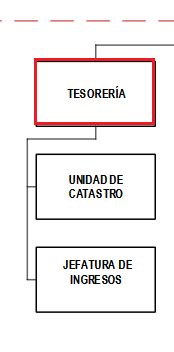 TESORERÍA
UNIDAD DE
CATASTRO
JEFATURA DE
INGRESOS